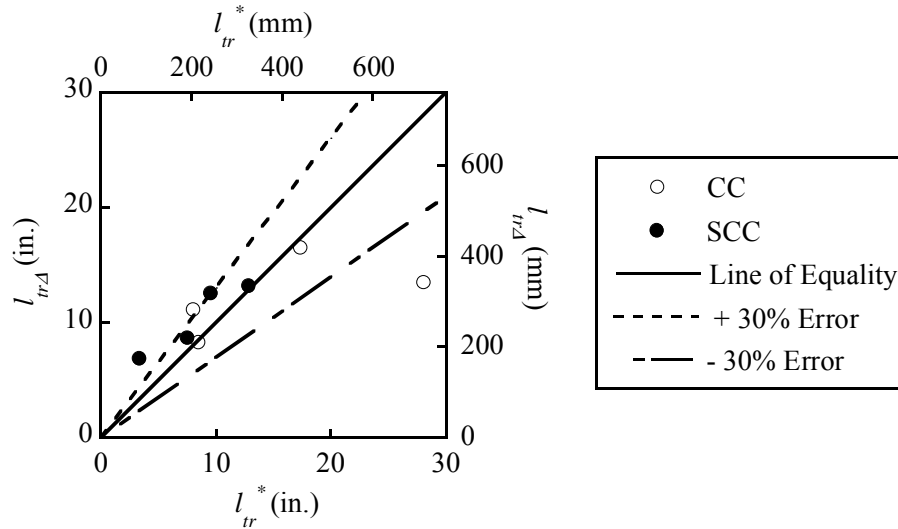 l_tr* (mm)
0 200 400 600
30
20
10
0
l_trΔ (in.)
600
400
200
0
l_trΔ (mm)
0 10 20 30
l_tr* (in.)
CC
SCC
Line of Equality
+ 30% Error
- 30% Error